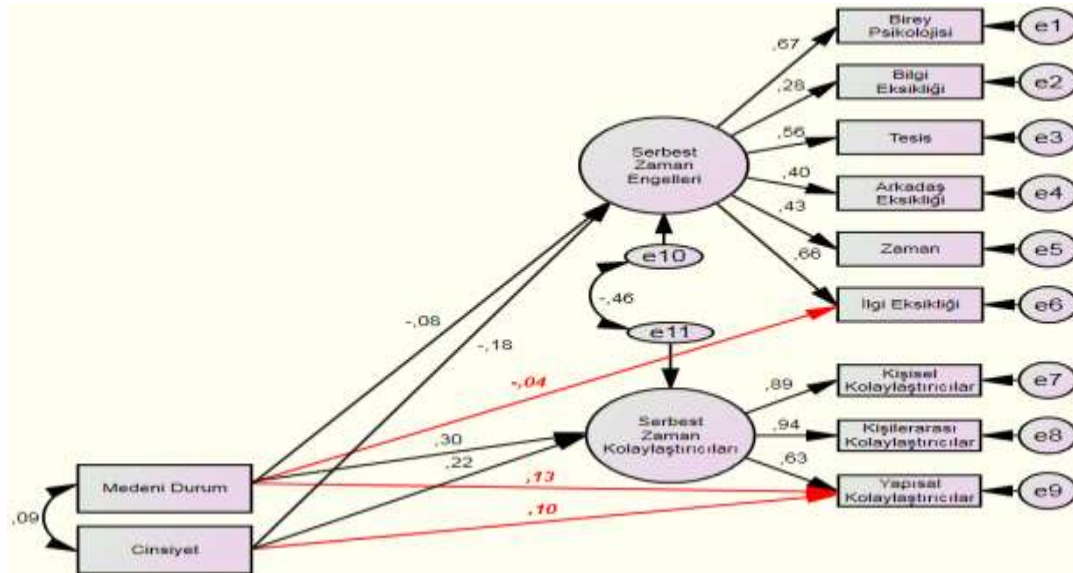 Birey
Psikolojisi
e1
,67
Bilgi
Eksikliği
e2
,28
Tesis
e3
,56
Serbest
Zaman
Engelleri
Arkadaş
Eksikliği
e4
,40
,43
Zaman
e5
,66
e10
İlgi Eksikliği
e6
-,46
-,08
e11
-,18
Kişisel
Kolaylaştırıcılar
e7
-,04
,89
Serbest
Zaman
Kolaylaştırıcıları
,94
Kişilerarası
Kolaylaştırıcılar
e8
,30
,22
,63
Medeni Durum
,13
Yapısal
Kolaylaştırıcılar
e9
,10
,09
Cinsiyet